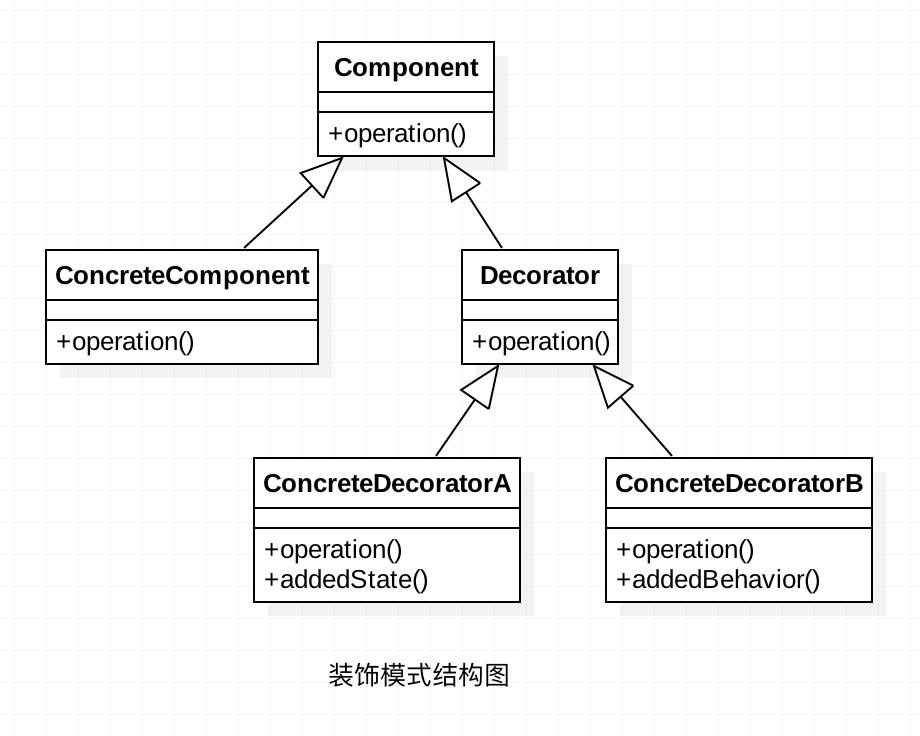 Component
+operation()
ConcreteComponent
+operation()
Decorator
+operation()
ConcreteDecoratorA
+operation()
+addedState()
ConcreteDecoratorB
+operation()
+addedBehavior()
装饰模式结构图